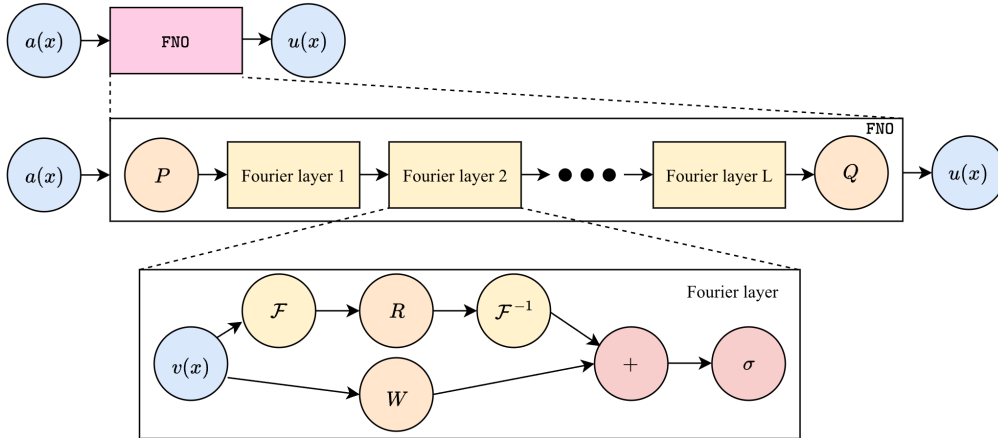 a(x) FNO u(x)
FNO
a(x) P Fourier layer 1 Fourier layer 2 Fourier layer L Q u(x)
Fourier layer
ℱ R ℱ⁻¹
v(x) + σ
W